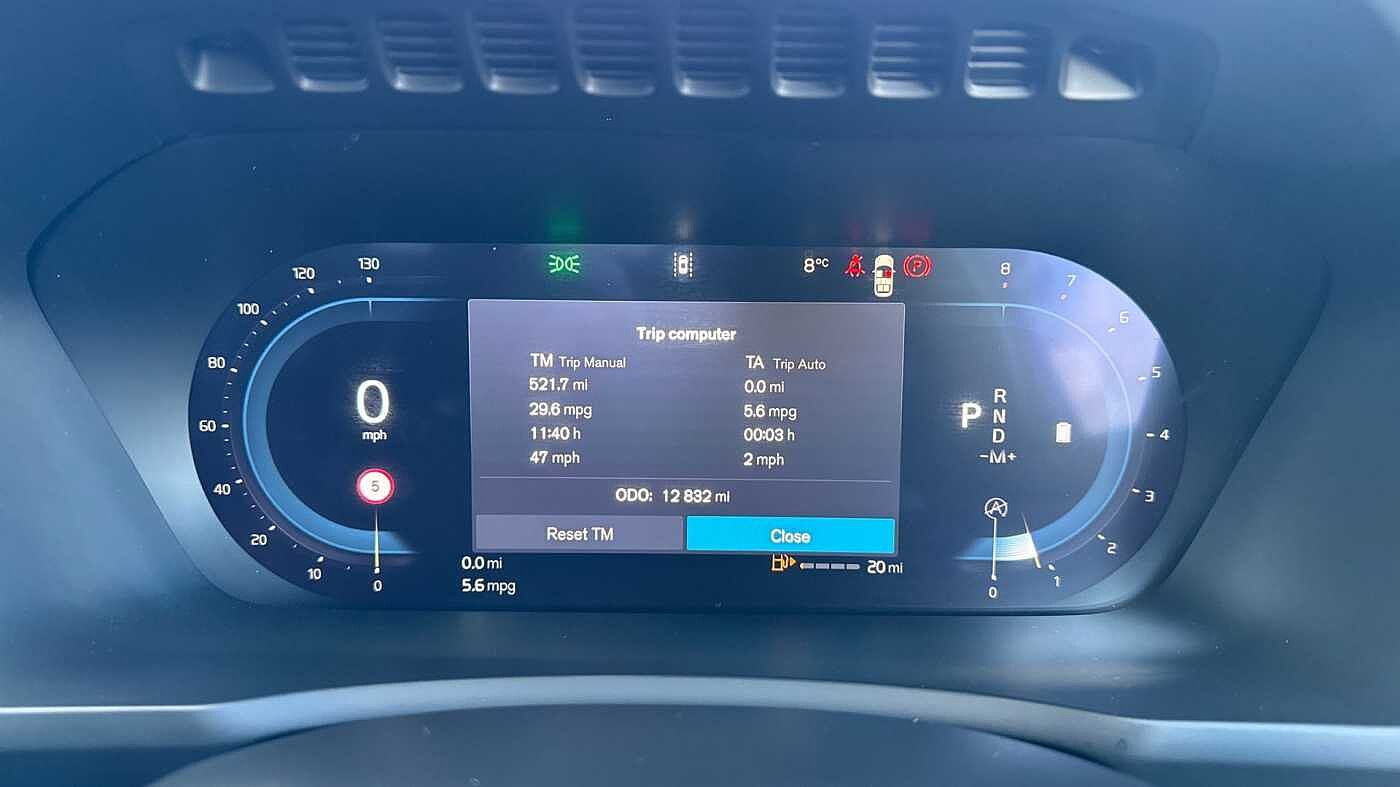 8°C
P
130
120
100
80
60
40
20
10
0
0
mph
5
Trip computer
TM Trip Manual
521.7 mi
29.6 mpg
11:40 h
47 mph
TA Trip Auto
0.0 mi
5.6 mpg
00:03 h
2 mph
ODO: 12 832 mi
Reset TM
Close
0.0 mi
5.6 mpg
20 mi
P
R
N
D
-M+
A
8
7
6
5
4
3
2
1
0